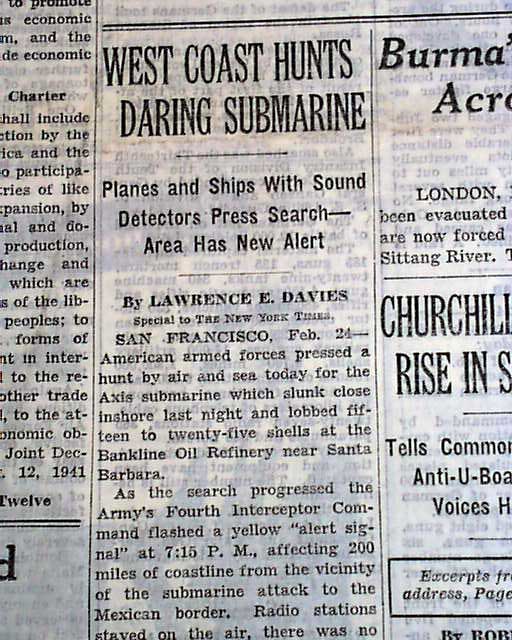 to promote
us economic
m, and the
de economic
Charter
shall include
ction by the
ica and the
o participa-
ries of like
xpansion, by
nal and do-
production,
hange and
which are
s of the lib-
peoples; to
forms of
nt in inter-
l to the re-
other trade
, to the at-
onomic ob-
Joint Dec-
. 12, 1941
Twelve
d
WEST COAST HUNTS
DARING SUBMARINE
Planes and Ships With Sound
Detectors Press Search—
Area Has New Alert
By LAWRENCE E. DAVIES
Special to THE NEW YORK TIMES.
SAN FRANCISCO, Feb. 24—
American armed forces pressed a
hunt by air and sea today for the
Axis submarine which slunk close
inshore last night and lobbed fif-
teen to twenty-five shells at the
Bankline Oil Refinery near Santa
Barbara.
As the search progressed the
Army's Fourth Interceptor Com-
mand flashed a yellow "alert sig-
nal" at 7:15 P. M., affecting 200
miles of coastline from the vicinity
of the submarine attack to the
Mexican border. Radio stations
stayed on the air, there was no
Burma'
Acro
LONDON,
been evacuated
are now forced
Sittang River.
CHURCHILL
RISE IN S
Tells Common
Anti-U-Boa
Voices H
Excerpts fr
address, Page
By ROB